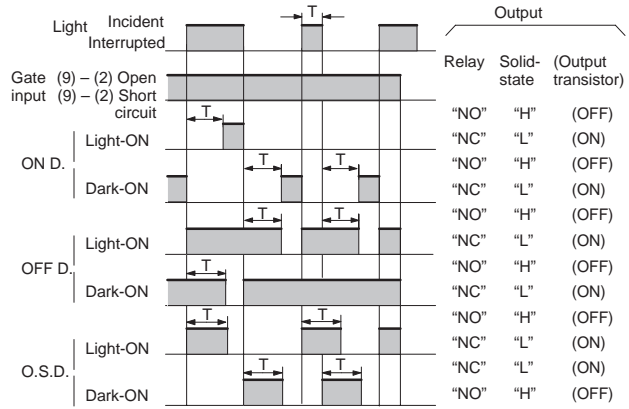 Output
Light Incident
Interrupted
T
Relay Solid-state (Output transistor)
Gate input (9) – (2) Open
(9) – (2) Short circuit
"NO" "H" (OFF)
T
ON D. Light-ON "NC" "L" (ON)
"NO" "H" (OFF)
T T
Dark-ON "NC" "L" (ON)
"NO" "H" (OFF)
T T
OFF D. Light-ON "NC" "L" (ON)
"NO" "H" (OFF)
T
Dark-ON "NC" "L" (ON)
"NO" "H" (OFF)
T T
O.S.D. Light-ON "NC" "L" (ON)
"NC" "L" (ON)
T T
Dark-ON "NO" "H" (OFF)